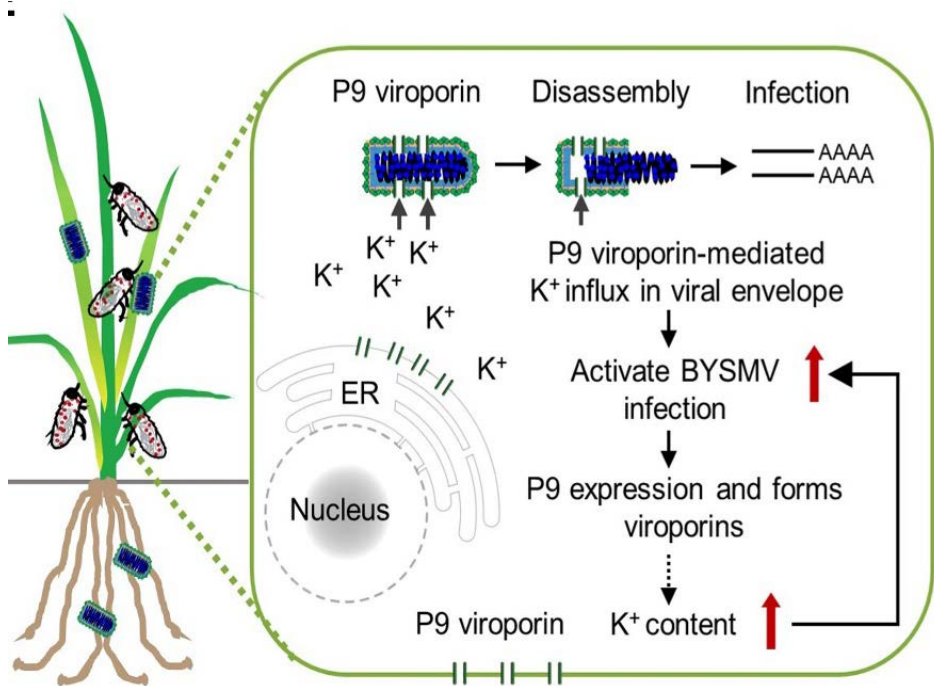 P9 viroporin
Disassembly
Infection
AAAA
AAAA
K⁺
K⁺
K⁺
K⁺
K⁺
K⁺
P9 viroporin-mediated
K⁺ influx in viral envelope
Activate BYSMV
infection
ER
Nucleus
P9 expression and forms
viroporins
P9 viroporin
K⁺ content